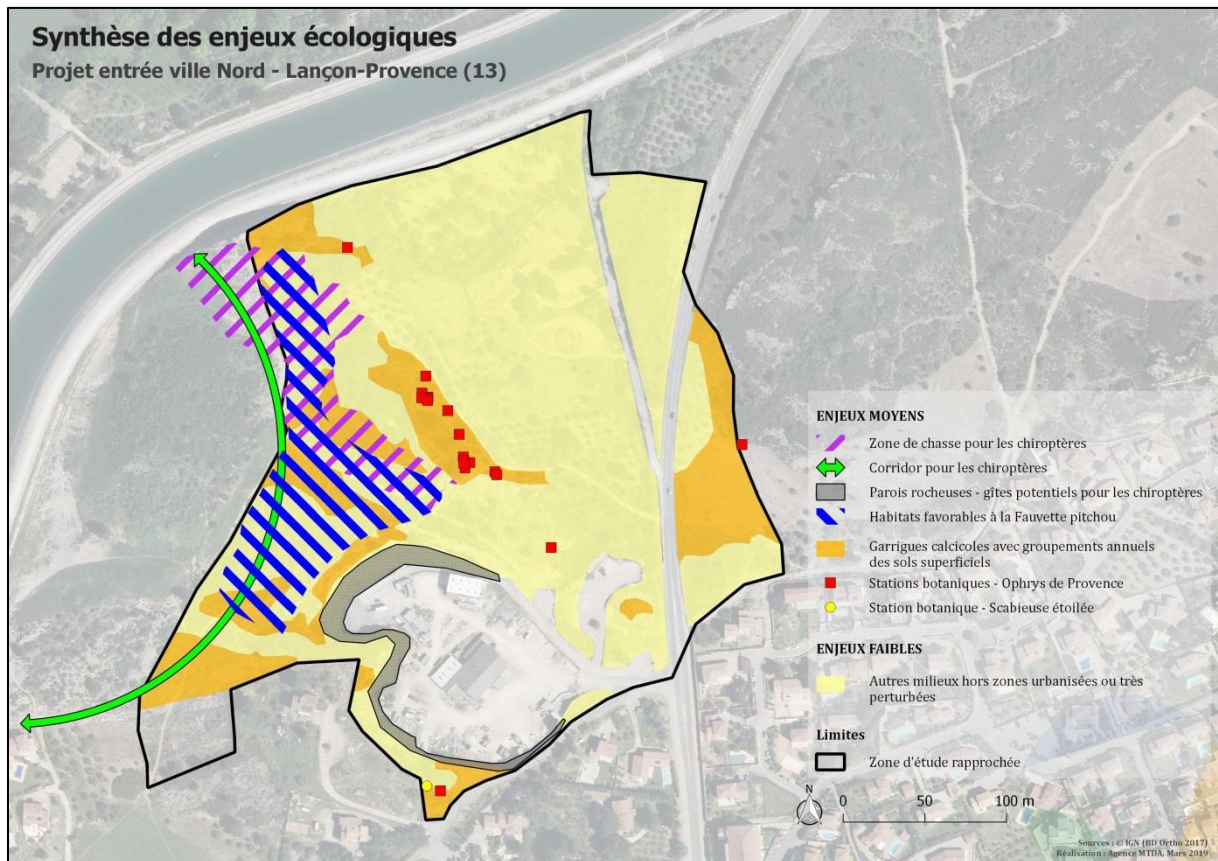 Synthèse des enjeux écologiques
Projet entrée ville Nord - Lançon-Provence (13)
ENJEUX MOYENS
Zone de chasse pour les chiroptères
Corridor pour les chiroptères
Parois rocheuses - gîtes potentiels pour les chiroptères
Habitats favorables à la Fauvette pitchou
Garrigues calcicoles avec groupements annuels
des sols superficiels
Stations botaniques - Ophrys de Provence
Station botanique - Scabieuse étoilée
ENJEUX FAIBLES
Autres milieux hors zones urbanisées ou très
perturbées
Limites
Zone d'étude rapprochée
N
0 50 100 m
Sources : © IGN (BD Ortho 2017)
Réalisation : Agence MTDA, Mars 2019